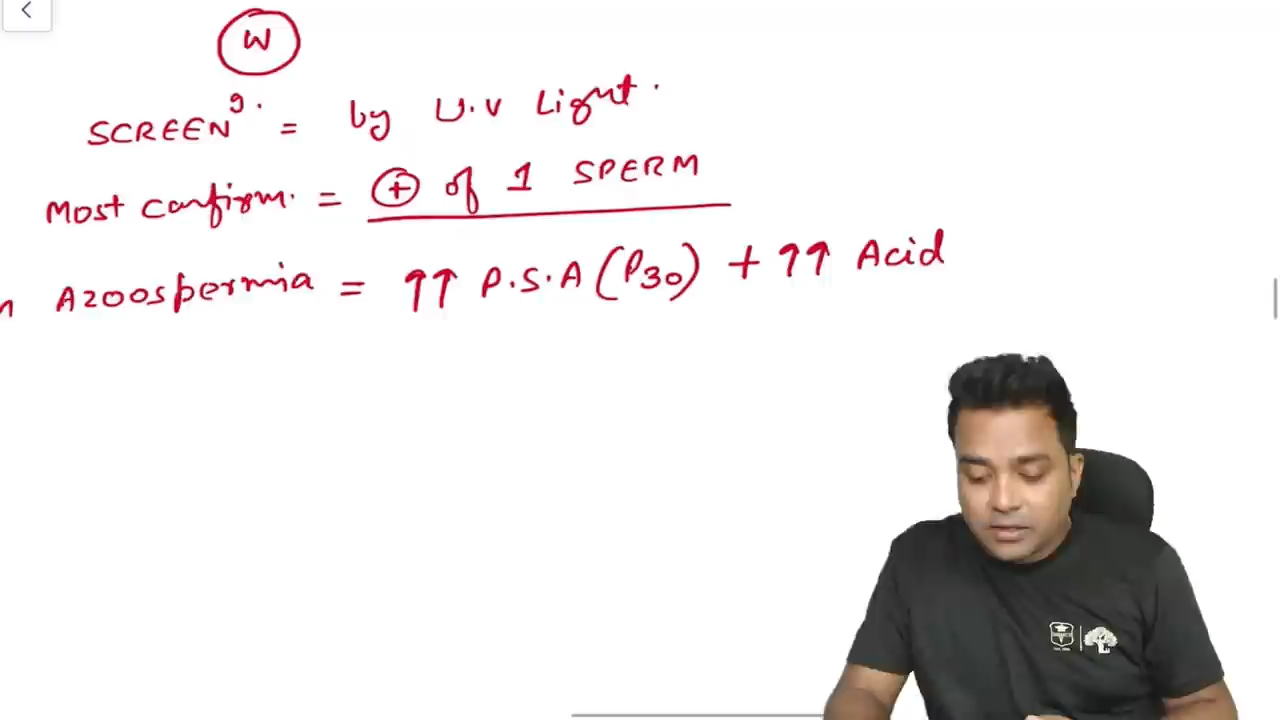 W
SCREENg. = by U.V Light.
Most confirm. = + of 1 SPERM
Azoospermia = ↑↑ P.S.A (P30) + ↑↑ Acid